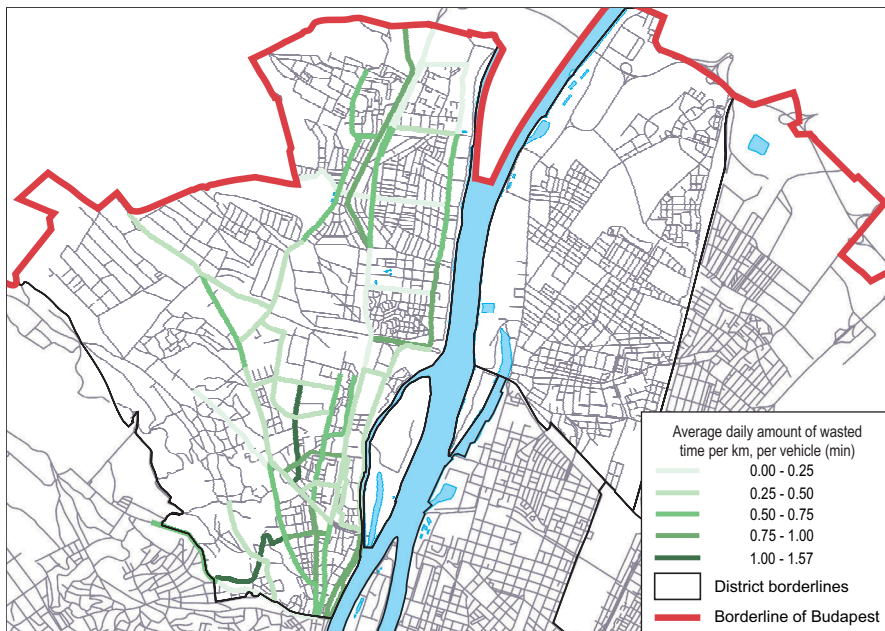 Average daily amount of wasted
time per km, per vehicle (min)
0.00 - 0.25
0.25 - 0.50
0.50 - 0.75
0.75 - 1.00
1.00 - 1.57
District borderlines
Borderline of Budapest